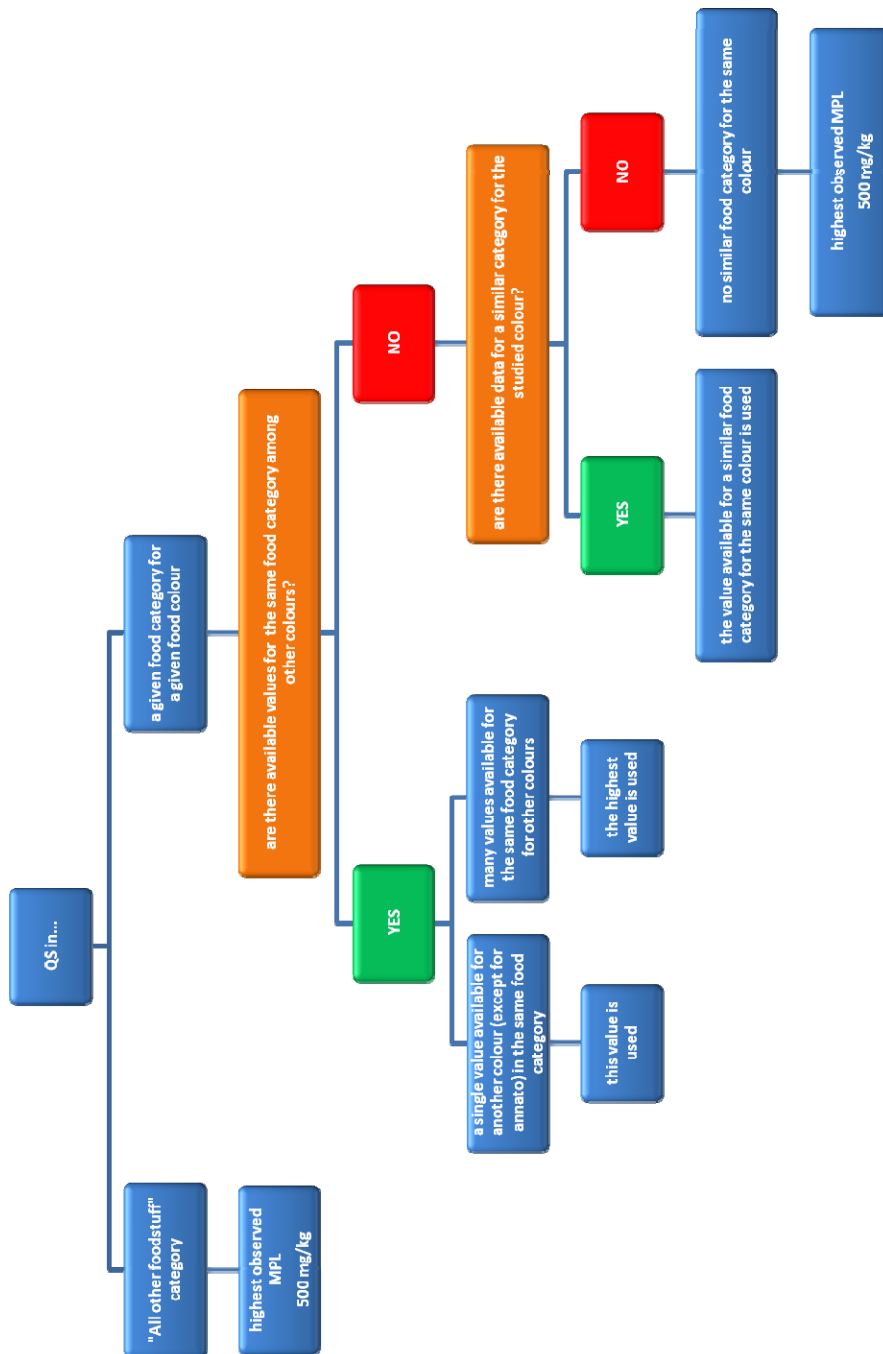 QS in...
"All other foodstuff"
category
highest observed
MPL
500 mg/kg
a given food category for
a given food colour
are there available values for the same food category among
other colours?
YES
a single value available for
another colour (except for
annato) in the same food
category
this value is
used
many values available for
the same food category
for other colours
the highest
value is used
NO
are there available data for a similar category for the
studied colour?
YES
the value available for a similar food
category for the same colour is used
NO
no similar food category for the same
colour
highest observed MPL
500 mg/kg